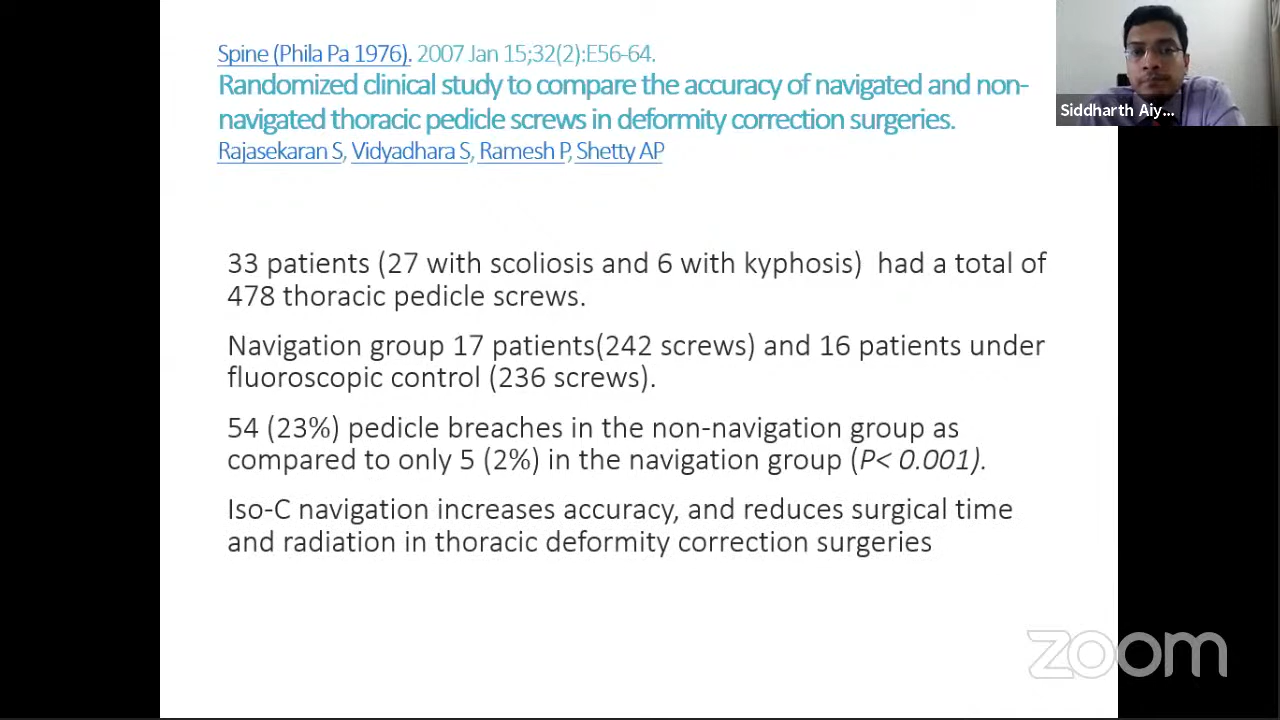 Spine (Phila Pa 1976). 2007 Jan 15;32(2):E56-64.
Randomized clinical study to compare the accuracy of navigated and non-
navigated thoracic pedicle screws in deformity correction surgeries.
Rajasekaran S, Vidyadhara S, Ramesh P, Shetty AP
Siddharth Aiy...
33 patients (27 with scoliosis and 6 with kyphosis) had a total of
478 thoracic pedicle screws.
Navigation group 17 patients(242 screws) and 16 patients under
fluoroscopic control (236 screws).
54 (23%) pedicle breaches in the non-navigation group as
compared to only 5 (2%) in the navigation group (P< 0.001).
Iso-C navigation increases accuracy, and reduces surgical time
and radiation in thoracic deformity correction surgeries
zoom